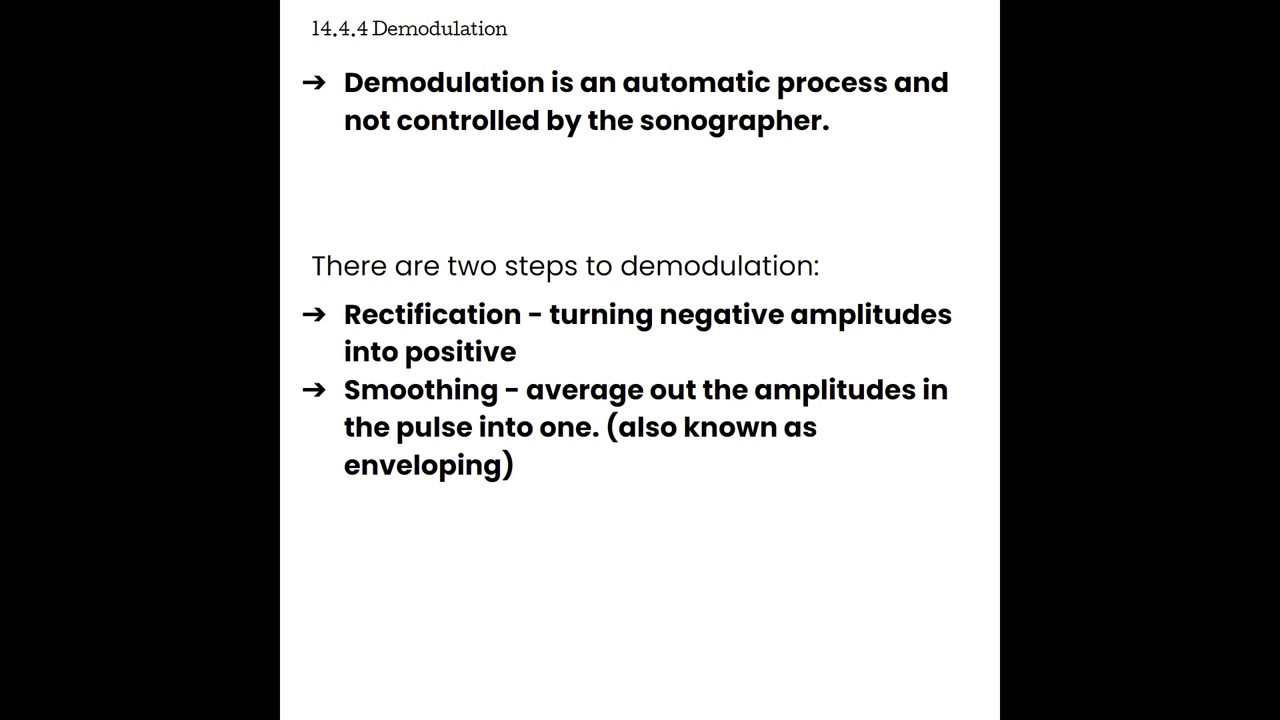 14.4.4 Demodulation
➔ Demodulation is an automatic process and
not controlled by the sonographer.
There are two steps to demodulation:
➔ Rectification - turning negative amplitudes
into positive
➔ Smoothing - average out the amplitudes in
the pulse into one. (also known as
enveloping)